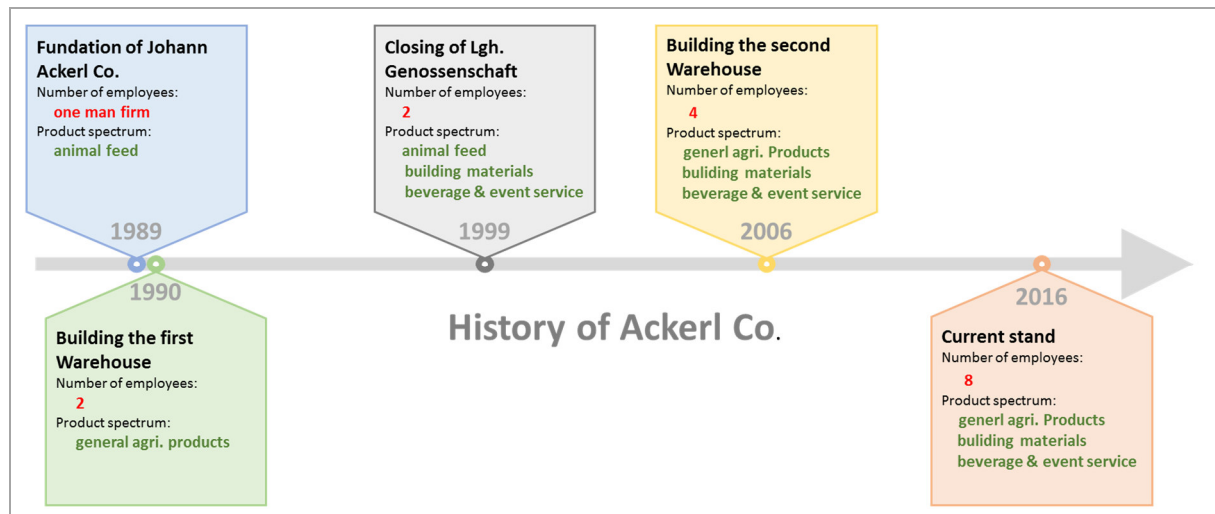 Fundation of Johann
Ackerl Co.
Number of employees:
one man firm
Product spectrum:
animal feed
1989
Closing of Lgh.
Genossenschaft
Number of employees:
2
Product spectrum:
animal feed
building materials
beverage & event service
1999
Building the second
Warehouse
Number of employees:
4
Product spectrum:
generl agri. Products
buliding materials
beverage & event service
2006
1990
Building the first
Warehouse
Number of employees:
2
Product spectrum:
general agri. products
History of Ackerl Co.
2016
Current stand
Number of employees:
8
Product spectrum:
generl agri. Products
buliding materials
beverage & event service